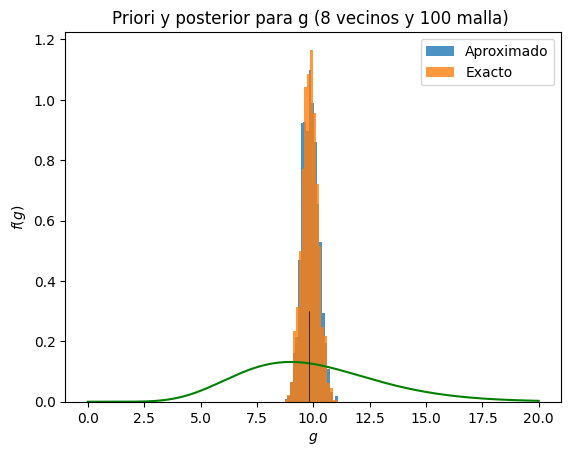 Priori y posterior para g (8 vecinos y 100 malla)
Aproximado
Exacto
f(g)
1.2
1.0
0.8
0.6
0.4
0.2
0.0
0.0 2.5 5.0 7.5 10.0 12.5 15.0 17.5 20.0
g